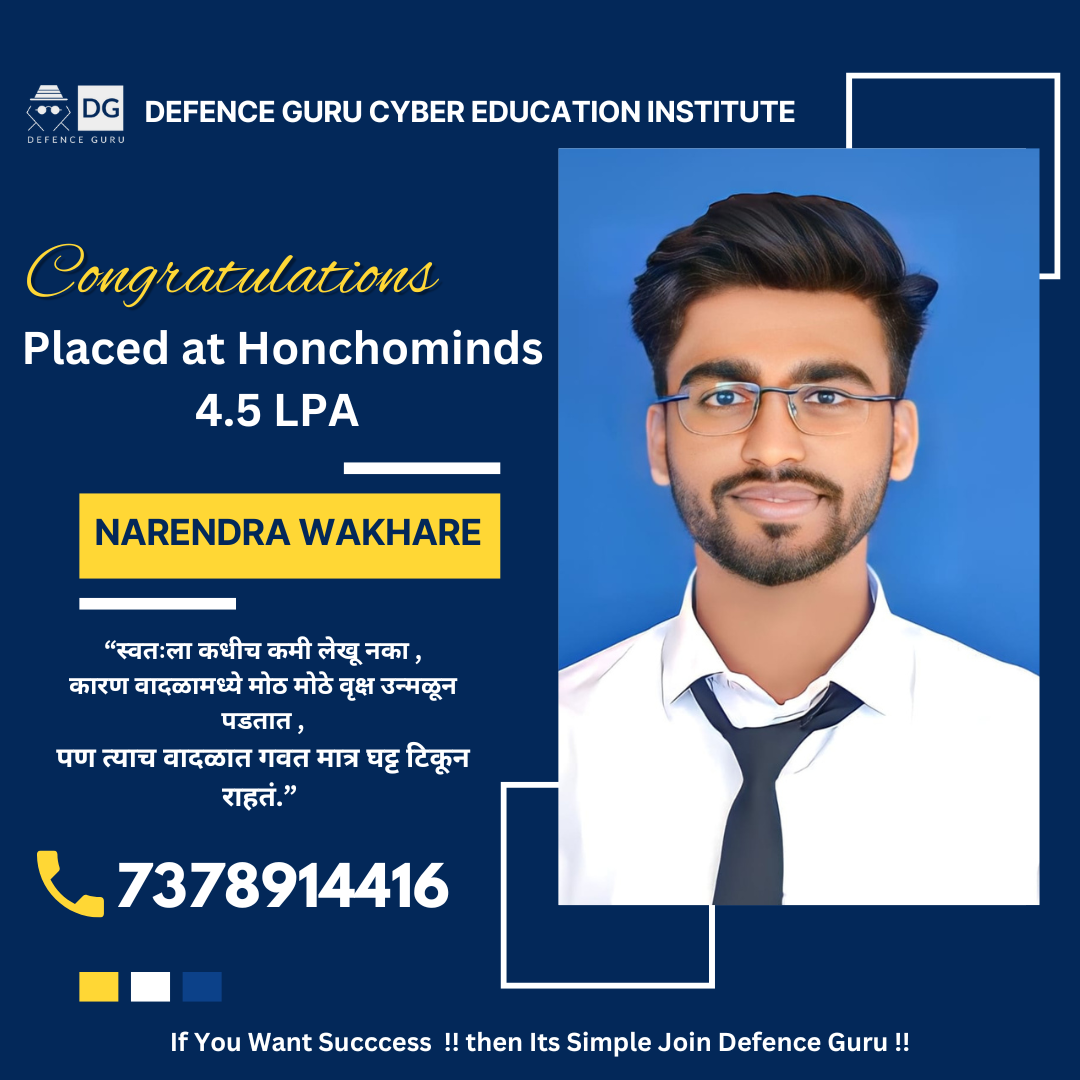 DG
DEFENCE GURU
DEFENCE GURU CYBER EDUCATION INSTITUTE
Congratulations
Placed at Honchominds
4.5 LPA
NARENDRA WAKHARE
“स्वतःला कधीच कमी लेखू नका ,
कारण वादळामध्ये मोठ मोठे वृक्ष उन्मळून
पडतात ,
पण त्याच वादळात गवत मात्र घट्ट टिकून
राहतं.”
7378914416
If You Want Succcess !! then Its Simple Join Defence Guru !!